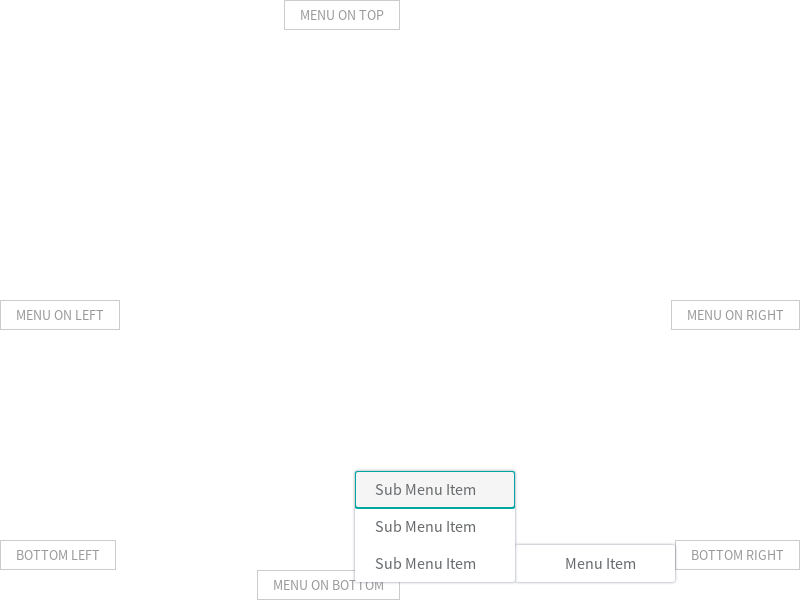 MENU ON TOP
MENU ON LEFT
MENU ON RIGHT
Sub Menu Item
Sub Menu Item
Sub Menu Item
Menu Item
BOTTOM LEFT
BOTTOM RIGHT
MENU ON BOTTOM